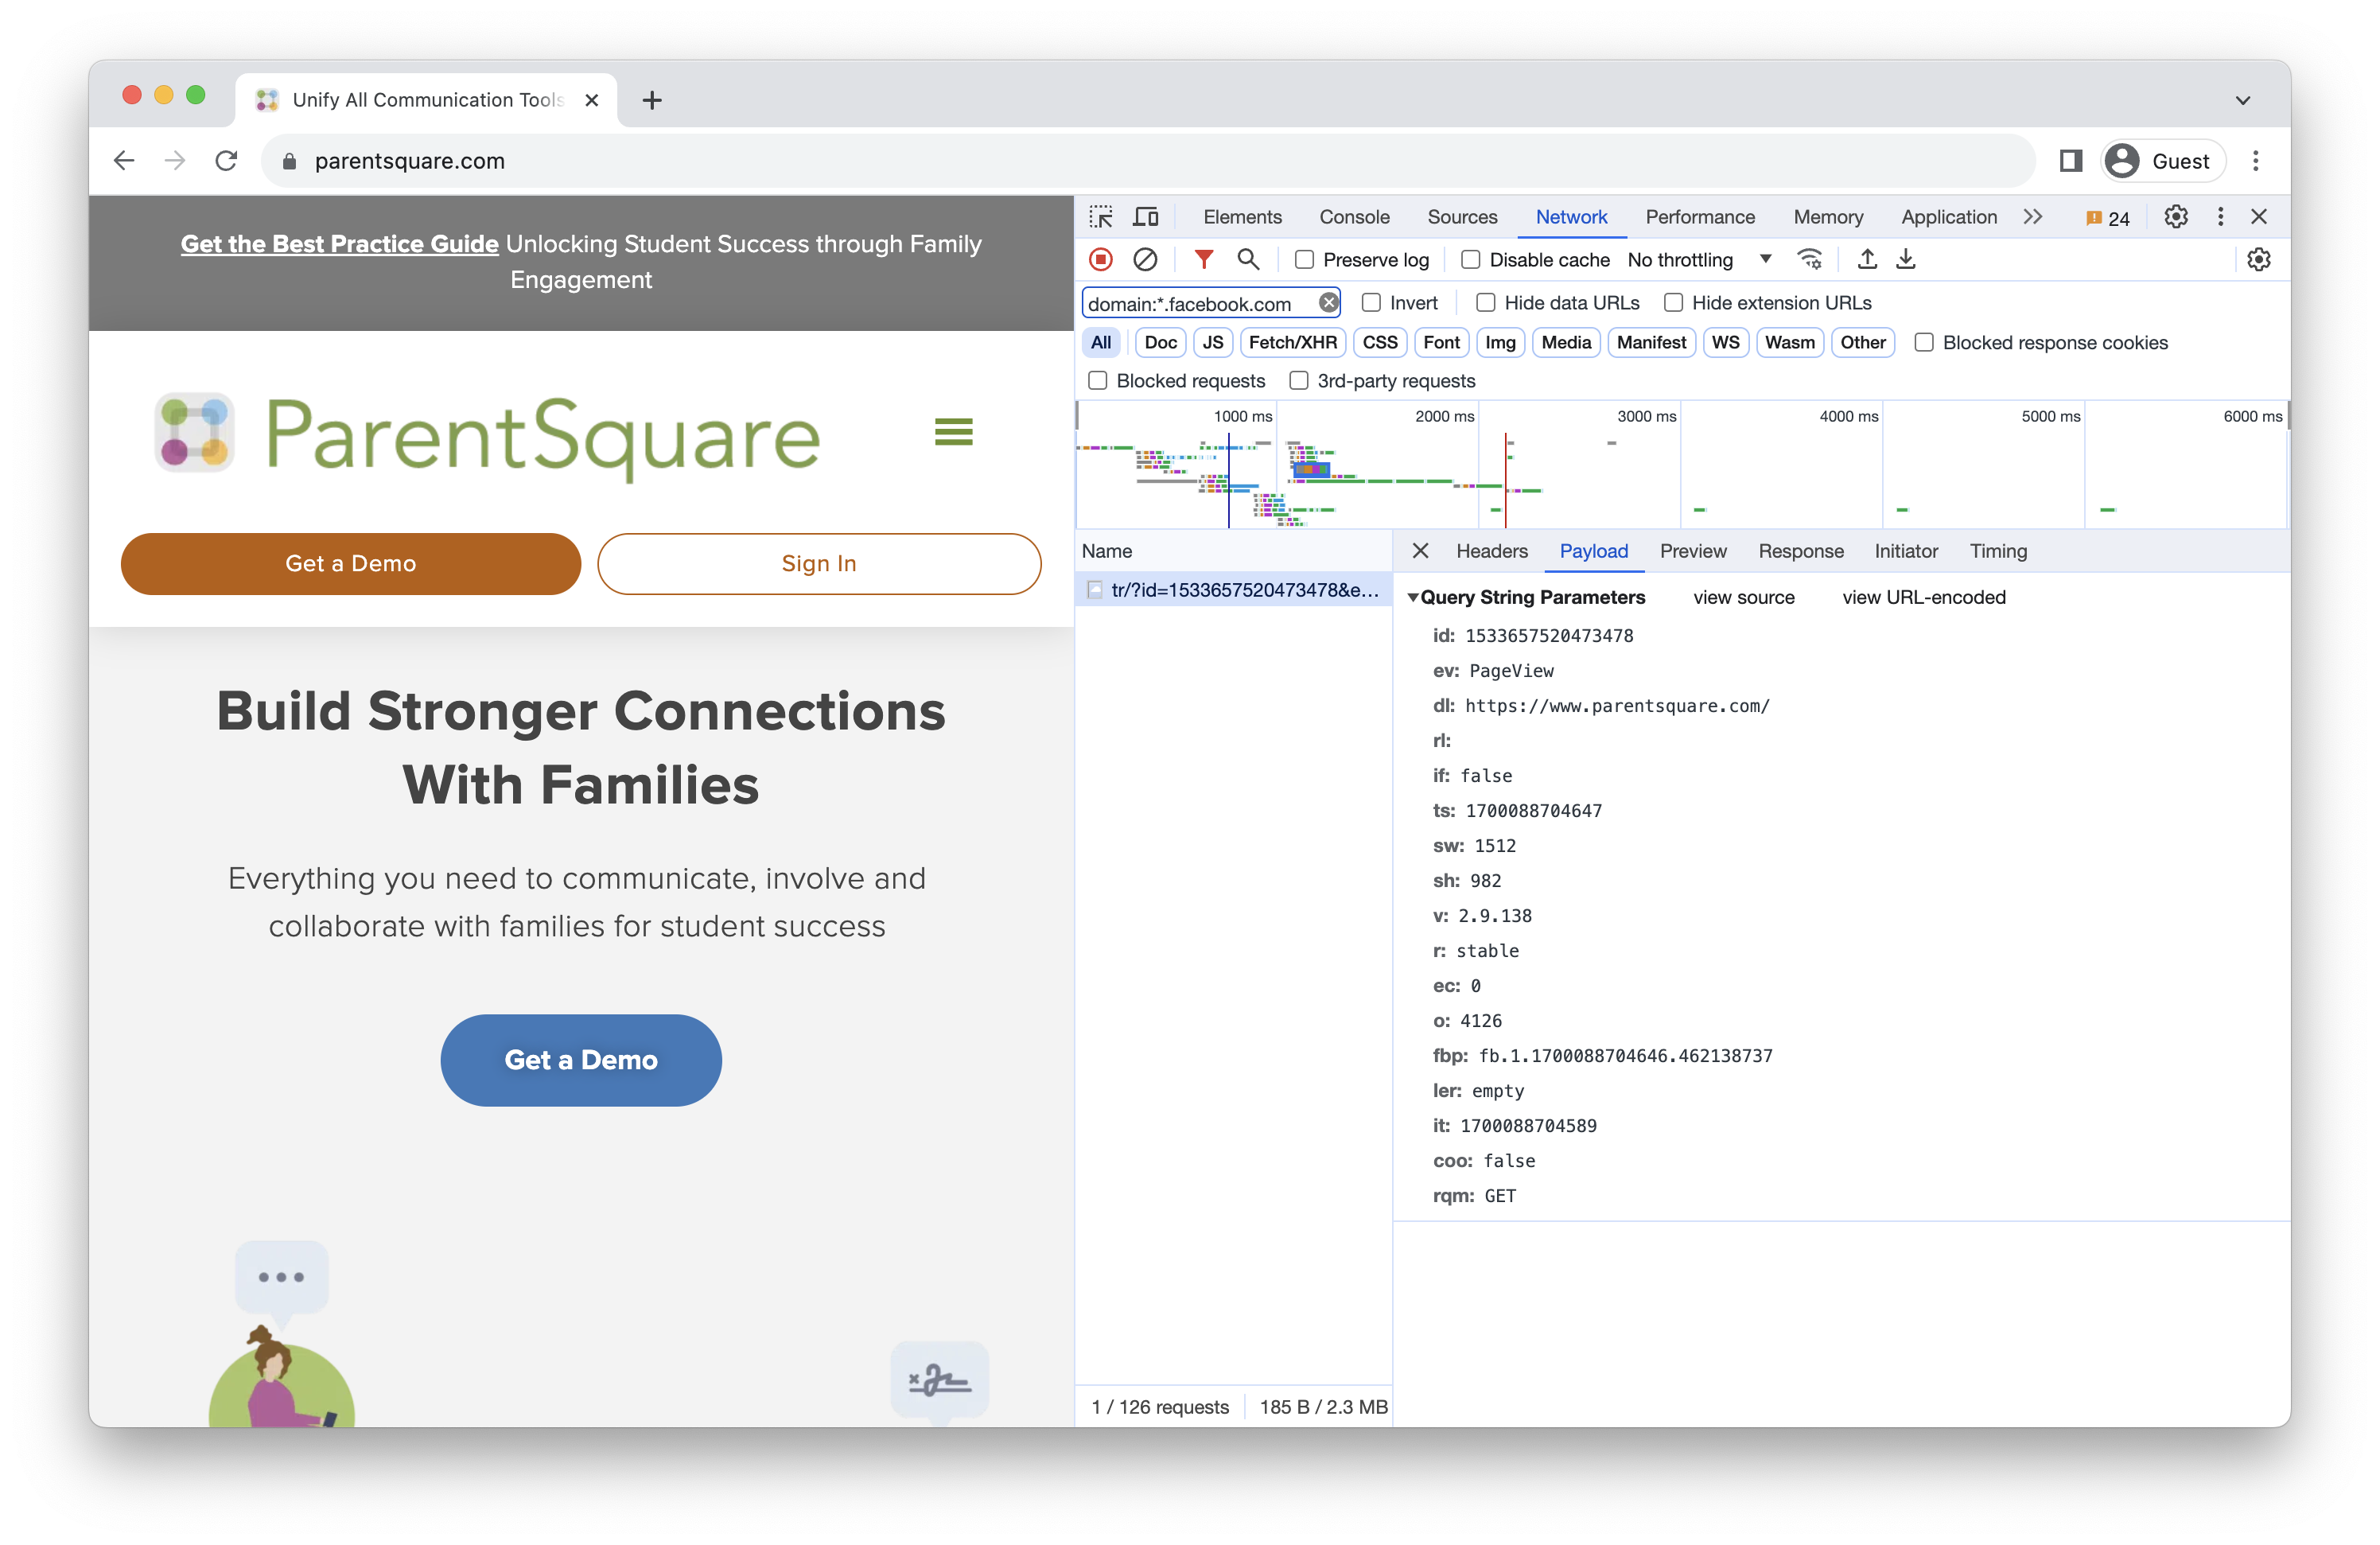 Unify All Communication Tools
parentsquare.com
Guest
Get the Best Practice Guide Unlocking Student Success through Family
Engagement
ParentSquare
Get a Demo
Sign In
Build Stronger Connections
With Families
Everything you need to communicate, involve and
collaborate with families for student success
Get a Demo
Elements Console Sources Network Performance Memory Application 24
Preserve log Disable cache No throttling
domain:*.facebook.com Invert Hide data URLs Hide extension URLs
All Doc JS Fetch/XHR CSS Font Img Media Manifest WS Wasm Other Blocked response cookies
Blocked requests 3rd-party requests
1000 ms 2000 ms 3000 ms 4000 ms 5000 ms 6000 ms
Name
tr/?id=1533657520473478&e...
Headers Payload Preview Response Initiator Timing
Query String Parameters view source view URL-encoded
id: 1533657520473478
ev: PageView
dl: https://www.parentsquare.com/
rl:
if: false
ts: 1700088704647
sw: 1512
sh: 982
v: 2.9.138
r: stable
ec: 0
o: 4126
fbp: fb.1.1700088704646.462138737
ler: empty
it: 1700088704589
coo: false
rqm: GET
1 / 126 requests 185 B / 2.3 MB